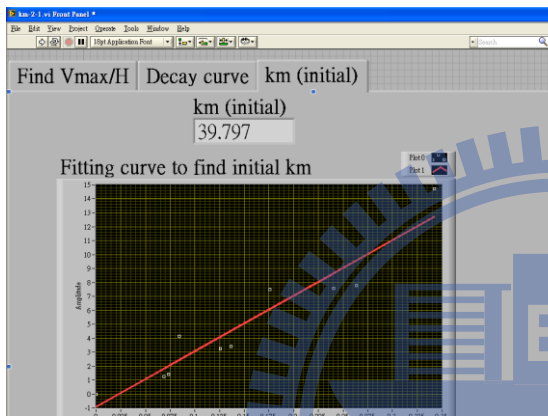 km-2-1.vi Front Panel *
File Edit View Project Operate Tools Window Help
18pt Application Font
Search
Find Vmax/H Decay curve km (initial)
km (initial)
39.797
Fitting curve to find initial km
Plot 0
Plot 1
Amplitude
15
14
13
12
11
10
9
8
7
6
5
4
3
2
1
0
-1